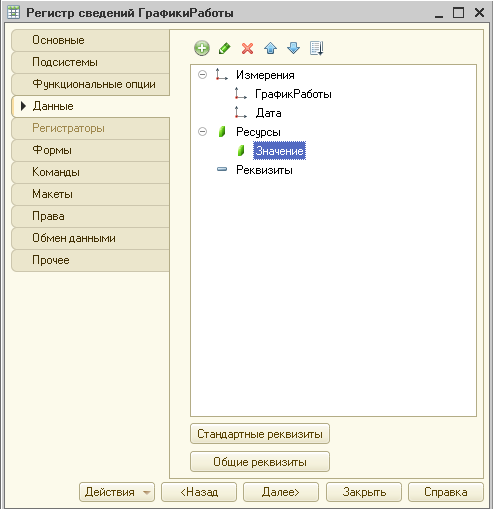 Регистр сведений ГрафикиРаботы
Основные
Подсистемы
Функциональные опции
Данные
Регистраторы
Формы
Команды
Макеты
Права
Обмен данными
Прочее
Измерения
ГрафикРаботы
Дата
Ресурсы
Значение
Реквизиты
Стандартные реквизиты
Общие реквизиты
Действия
<Назад
Далее>
Закрыть
Справка